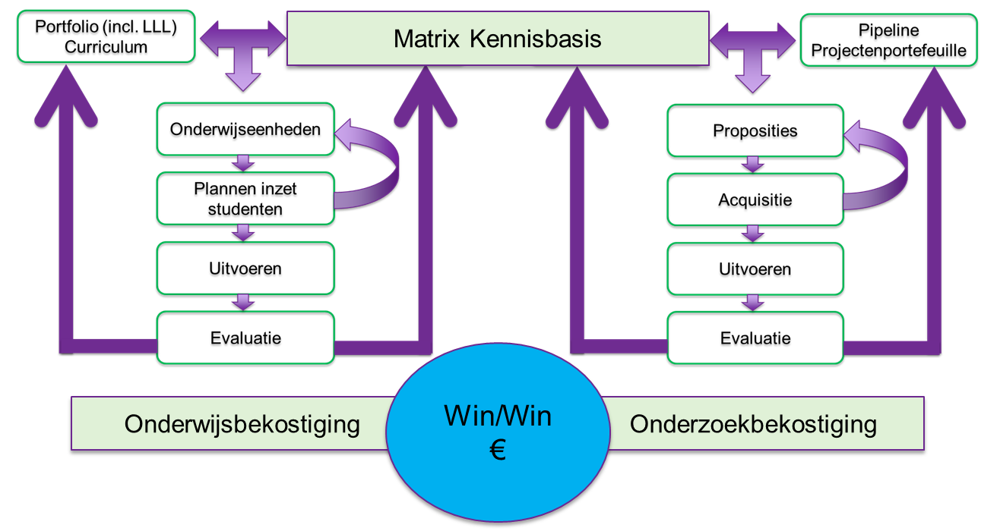 Portfolio (incl. LLL)
Curriculum
Matrix Kennisbasis
Pipeline
Projectenportefeuille
Onderwijseenheden
Plannen inzet
studenten
Uitvoeren
Evaluatie
Proposities
Acquisitie
Uitvoeren
Evaluatie
Onderwijsbekostiging
Win/Win
€
Onderzoekbekostiging